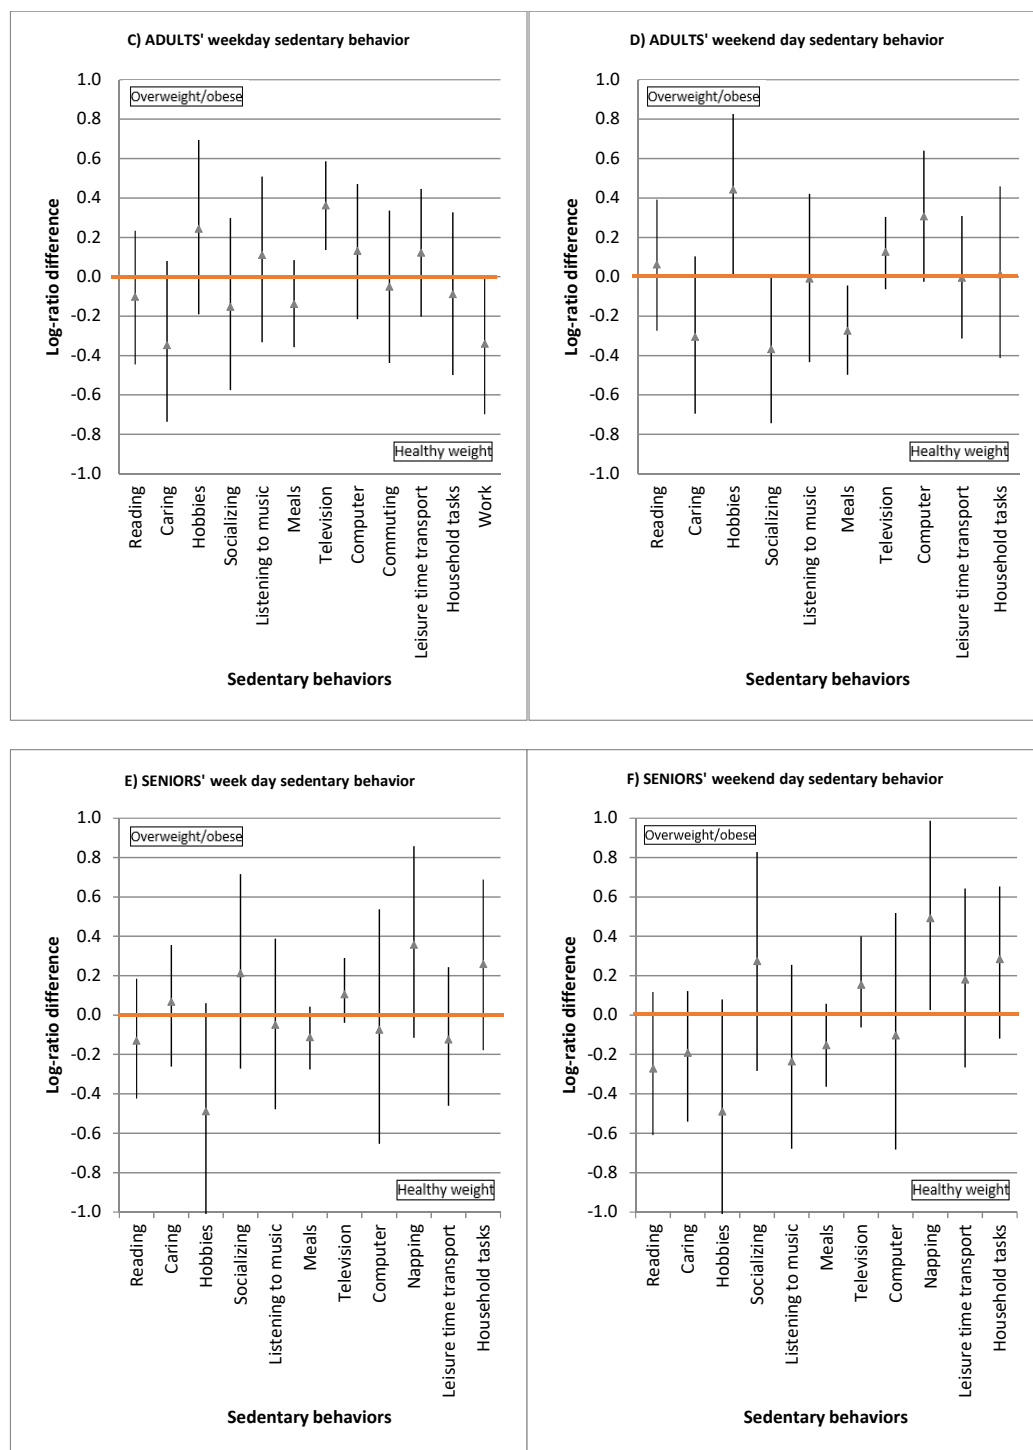 C) ADULTS' weekday sedentary behavior
Overweight/obese
1.0
0.8
0.6
0.4
0.2
0.0
-0.2
-0.4
-0.6
-0.8
-1.0
Log-ratio difference
Healthy weight
Reading
Caring
Hobbies
Socializing
Listening to music
Meals
Television
Computer
Commuting
Leisure time transport
Household tasks
Work
Sedentary behaviors
D) ADULTS' weekend day sedentary behavior
Overweight/obese
1.0
0.8
0.6
0.4
0.2
0.0
-0.2
-0.4
-0.6
-0.8
-1.0
Log-ratio difference
Healthy weight
Reading
Caring
Hobbies
Socializing
Listening to music
Meals
Television
Computer
Leisure time transport
Household tasks
Sedentary behaviors
E) SENIORS' week day sedentary behavior
Overweight/obese
1.0
0.8
0.6
0.4
0.2
0.0
-0.2
-0.4
-0.6
-0.8
-1.0
Log-ratio difference
Healthy weight
Reading
Caring
Hobbies
Socializing
Listening to music
Meals
Television
Computer
Napping
Leisure time transport
Household tasks
Sedentary behaviors
F) SENIORS' weekend day sedentary behavior
Overweight/obese
1.0
0.8
0.6
0.4
0.2
0.0
-0.2
-0.4
-0.6
-0.8
-1.0
Log-ratio difference
Healthy weight
Reading
Caring
Hobbies
Socializing
Listening to music
Meals
Television
Computer
Napping
Leisure time transport
Household tasks
Sedentary behaviors